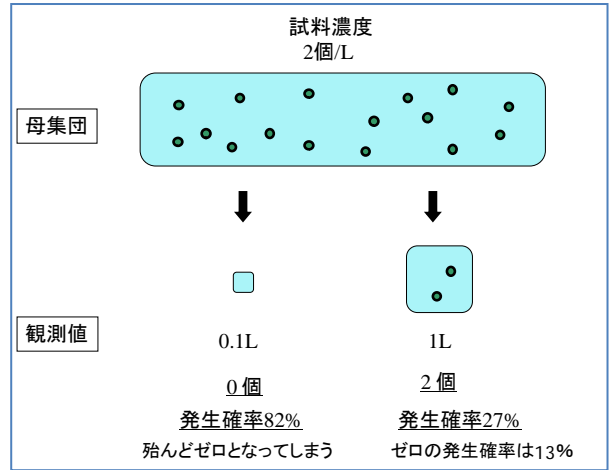 試料濃度
2個/L
母集団
観測値
0.1L
1L
0個
2個
発生確率82%
発生確率27%
殆んどゼロとなってしまう
ゼロの発生確率は13%